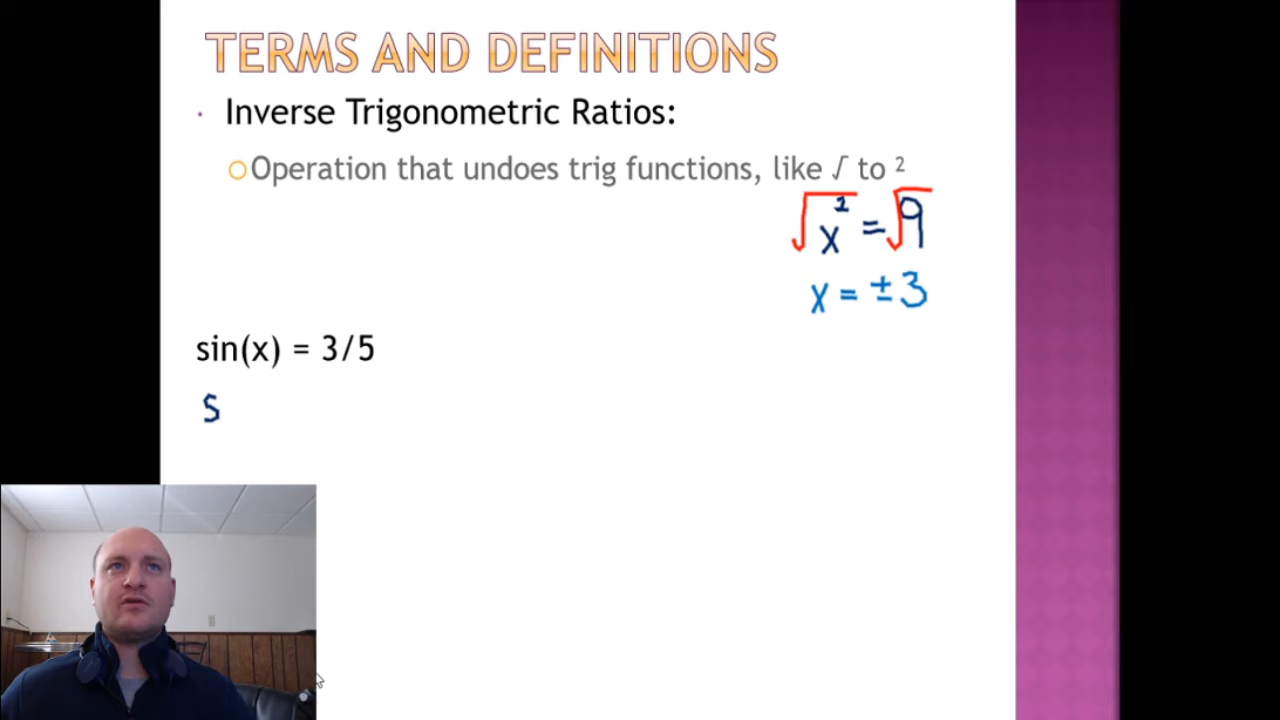 TERMS AND DEFINITIONS
· Inverse Trigonometric Ratios:
Operation that undoes trig functions, like √ to ²
√x² = √9
x = ±3
sin(x) = 3/5
S